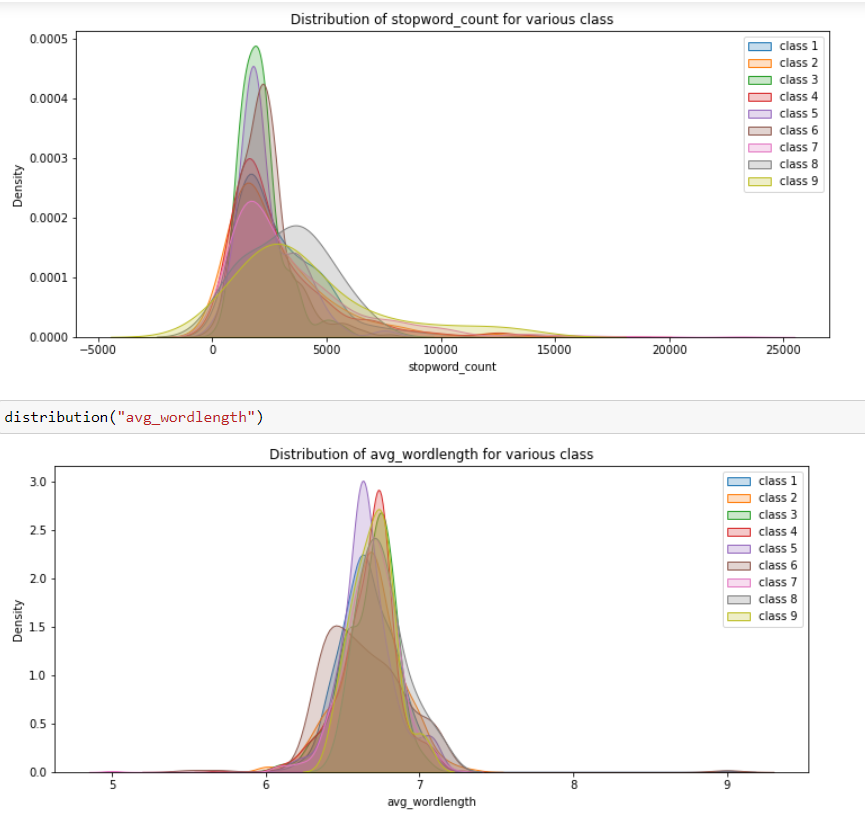 Distribution of stopword_count for various class
0.0005
0.0004
0.0003
0.0002
0.0001
0.0000
Density
class 1
class 2
class 3
class 4
class 5
class 6
class 7
class 8
class 9
−5000 0 5000 10000 15000 20000 25000
stopword_count
distribution("avg_wordlength")
Distribution of avg_wordlength for various class
3.0
2.5
2.0
1.5
1.0
0.5
0.0
Density
class 1
class 2
class 3
class 4
class 5
class 6
class 7
class 8
class 9
5 6 7 8 9
avg_wordlength